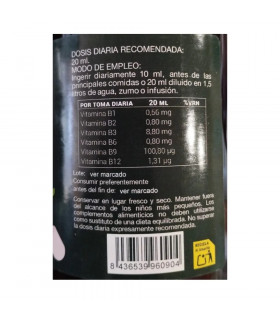 DOSIS DIARIA RECOMENDADA:
20 ml.
MODO DE EMPLEO:
Ingerir diariamente 10 ml, antes de las
principales comidas o 20 ml diluido en 1,5
litros de agua, zumo o infusión.
POR TOMA DIARIA 20 ML %VRN
Vitamina B1 0,66 mg
Vitamina B2 0,80 mg
Vitamina B3 8,80 mg
Vitamina B6 0,80 mg
Vitamina B9 100,00 µg
Vitamina B12 1,31 µg
Lote: ver marcado
Consumir preferentemente
antes del fin de: ver marcado
Conservar en lugar fresco y seco. Mantener fuera
del alcance de los niños más pequeños. Los
complementos alimenticios no deben utilizarse
como sustituto de una dieta equilibrada. No superar
la dosis diaria expresamente recomendada.
8 436539 960904